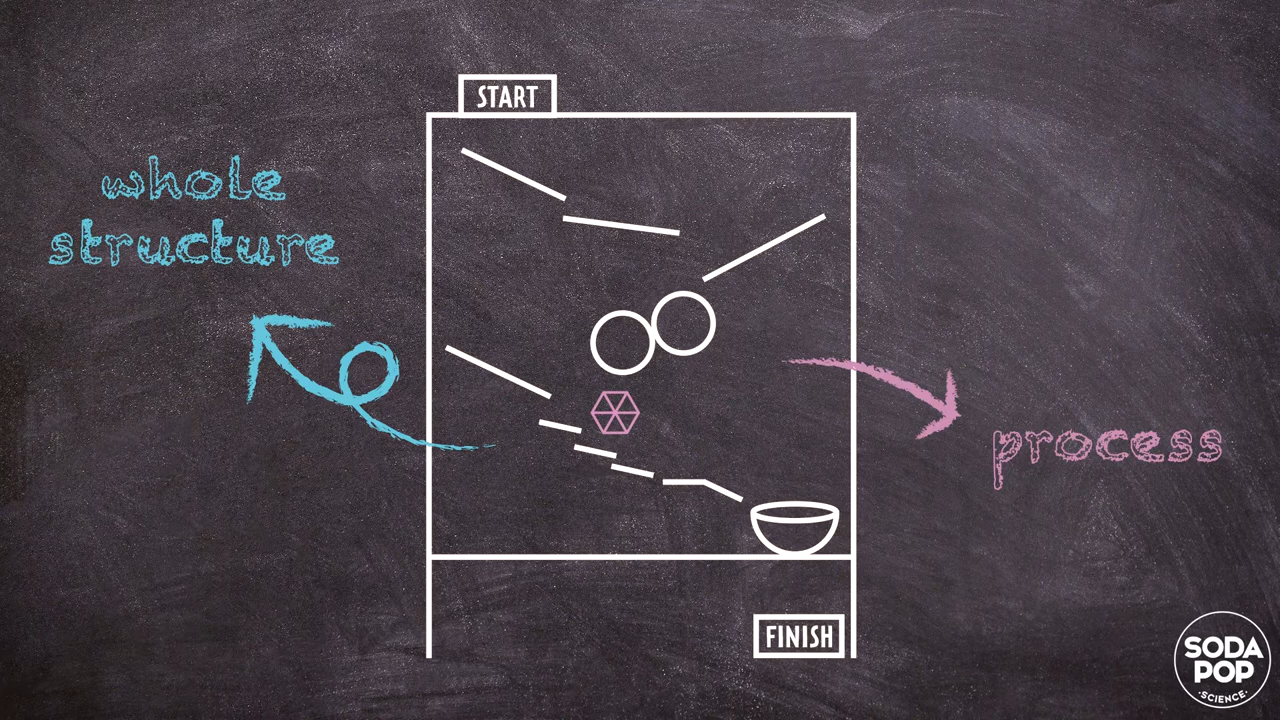 START
whole
structure
process
FINISH
SODA
POP
·SCIENCE·